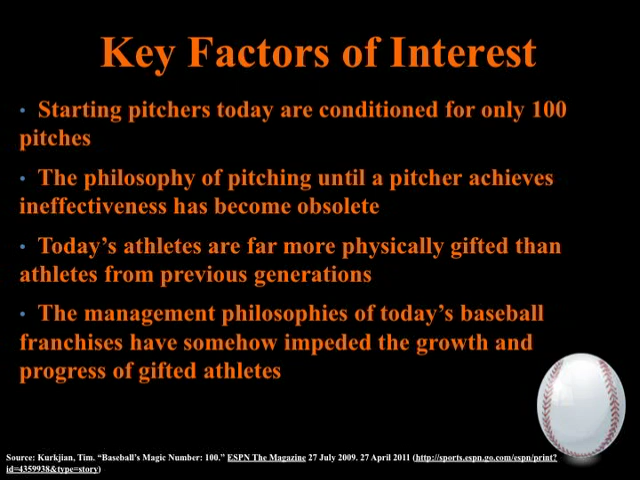 Key Factors of Interest
• Starting pitchers today are conditioned for only 100
pitches
• The philosophy of pitching until a pitcher achieves
ineffectiveness has become obsolete
• Today’s athletes are far more physically gifted than
athletes from previous generations
• The management philosophies of today’s baseball
franchises have somehow impeded the growth and
progress of gifted athletes
Source: Kurkjian, Tim. “Baseball’s Magic Number: 100.” ESPN The Magazine 27 July 2009. 27 April 2011 (http://sports.espn.go.com/espn/print?
id=4359938&type=story)